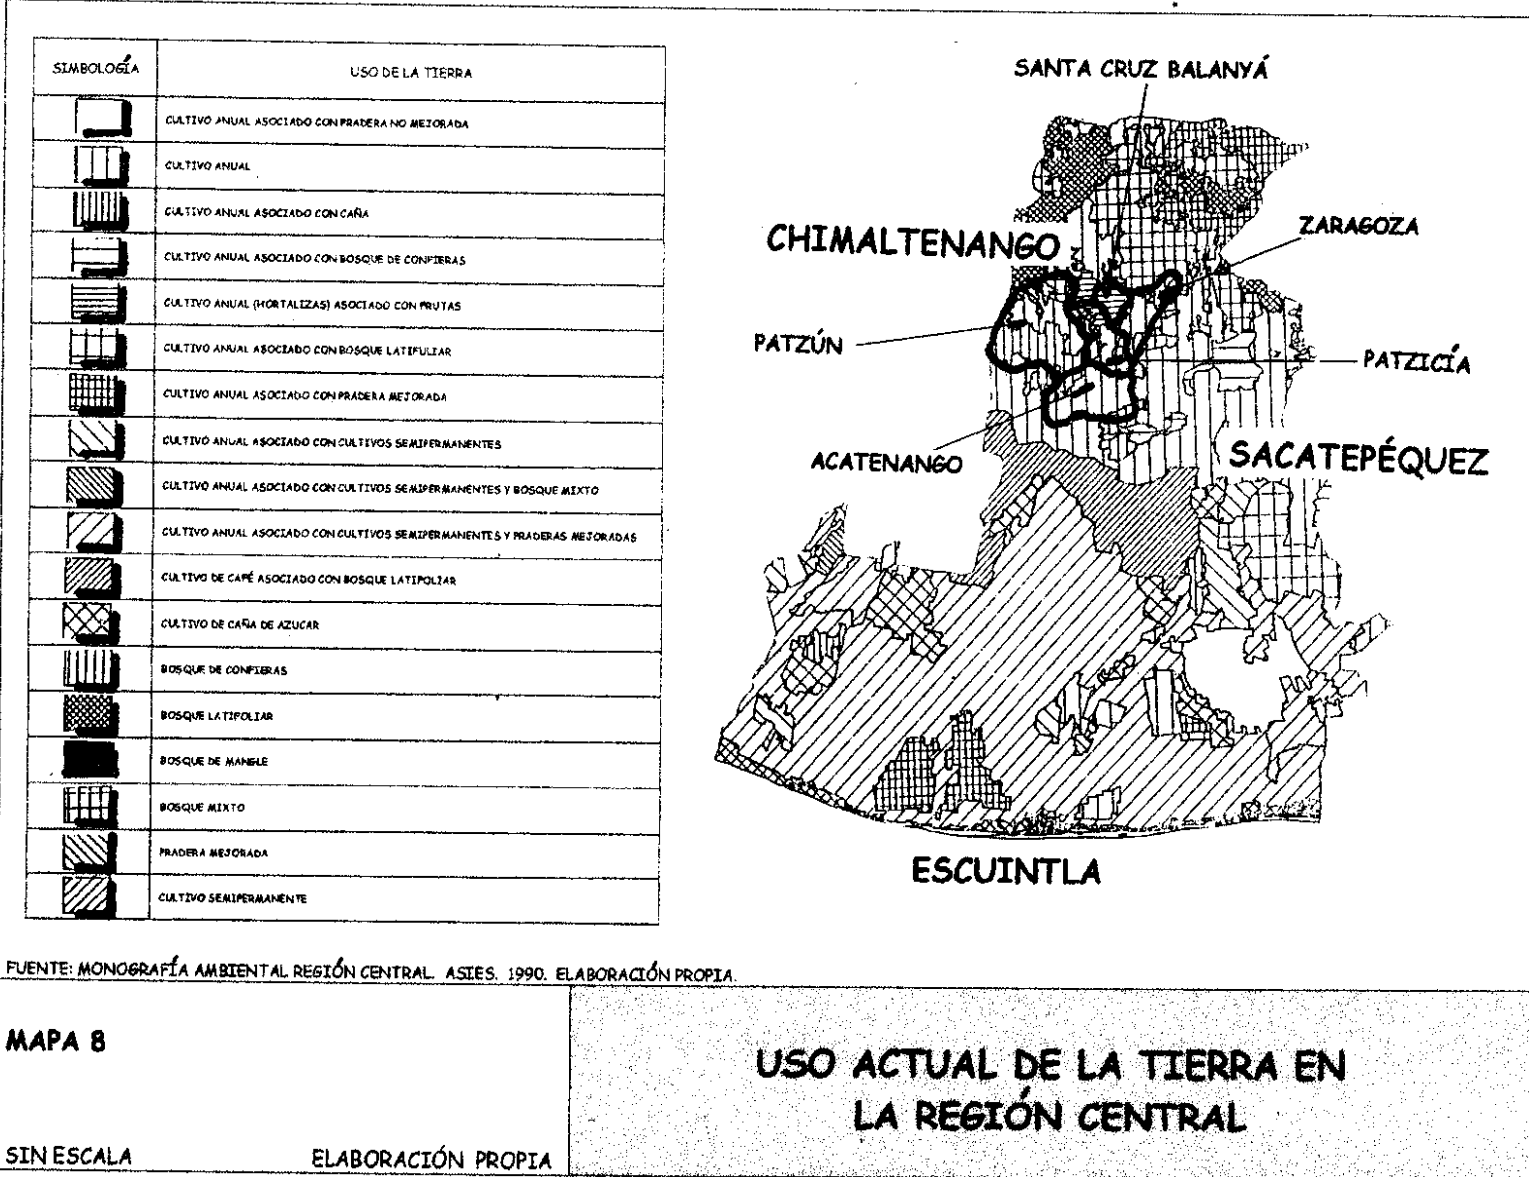 SIMBOLOGÍA
USO DE LA TIERRA
CULTIVO ANUAL ASOCIADO CON PRADERA NO MEJORADA
CULTIVO ANUAL
CULTIVO ANUAL ASOCIADO CON CAÑA
CULTIVO ANUAL ASOCIADO CON BOSQUE DE CONFIERAS
CULTIVO ANUAL (HORTALIZAS) ASOCIADO CON FRUTAS
CULTIVO ANUAL ASOCIADO CON BOSQUE LATIFULIAR
CULTIVO ANUAL ASOCIADO CON PRADERA MEJORADA
CULTIVO ANUAL ASOCIADO CON CULTIVOS SEMIPERMANENTES
CULTIVO ANUAL ASOCIADO CON CULTIVOS SEMIPERMANENTES Y BOSQUE MIXTO
CULTIVO ANUAL ASOCIADO CON CULTIVOS SEMIPERMANENTES Y PRADERAS MEJORADAS
CULTIVO DE CAFÉ ASOCIADO CON BOSQUE LATIFOLIAR
CULTIVO DE CAÑA DE AZUCAR
BOSQUE DE CONFIERAS
BOSQUE LATIFOLIAR
BOSQUE DE MANGLE
BOSQUE MIXTO
PRADERA MEJORADA
CULTIVO SEMIPERMANENTE
SANTA CRUZ BALANYÁ
ZARAGOZA
CHIMALTENANGO
PATZÚN
PATZICÍA
ACATENANGO
SACATEPÉQUEZ
ESCUINTLA
FUENTE: MONOGRAFÍA AMBIENTAL REGIÓN CENTRAL. ASIES. 1990. ELABORACIÓN PROPIA.
MAPA 8
SIN ESCALA
ELABORACIÓN PROPIA
USO ACTUAL DE LA TIERRA EN
LA REGIÓN CENTRAL